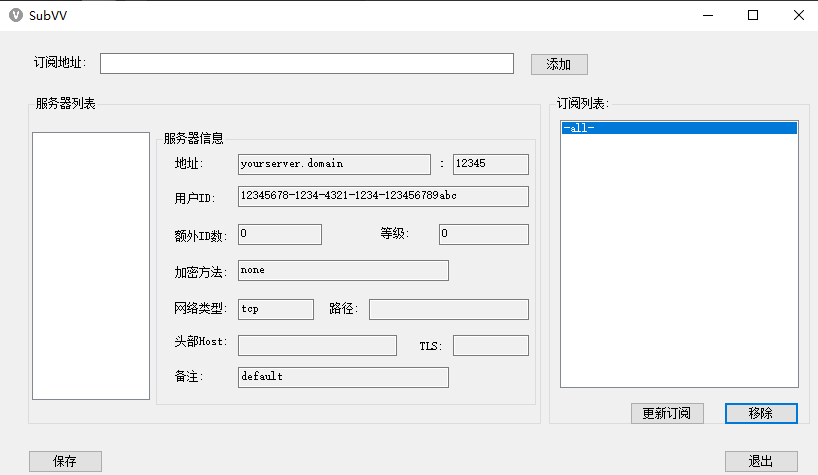 SubVV
订阅地址: 添加
服务器列表
服务器信息
地址: yourserver.domain : 12345
用户ID: 12345678-1234-4321-1234-123456789abc
额外ID数: 0 等级: 0
加密方法: none
网络类型: tcp 路径:
头部Host: TLS:
备注: default
订阅列表:
-all-
更新订阅 移除
保存 退出